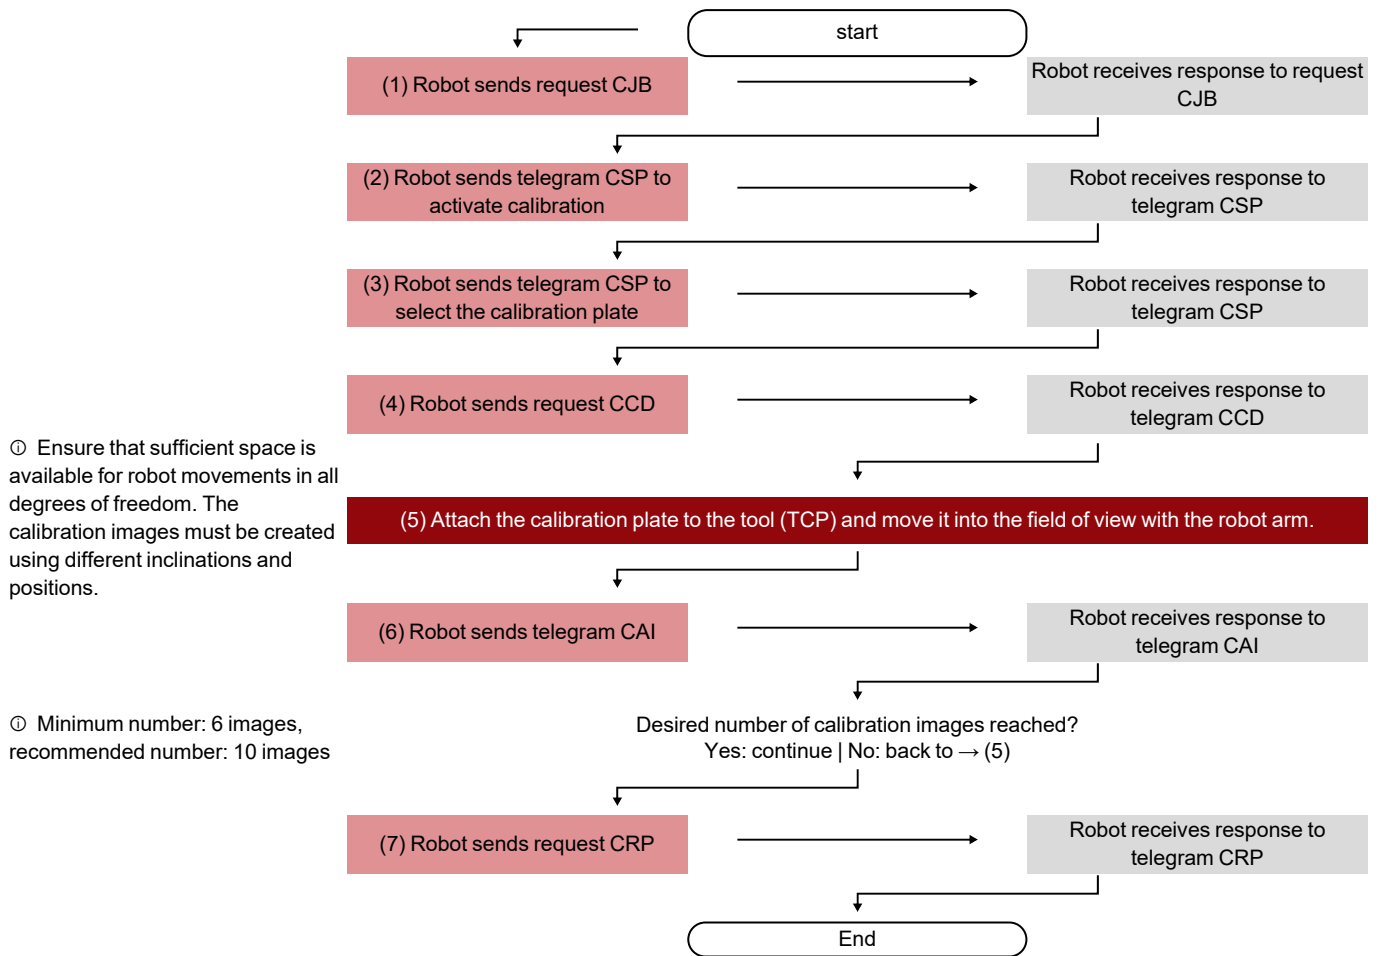 start
(1) Robot sends request CJB
Robot receives response to request
CJB
(2) Robot sends telegram CSP to
activate calibration
Robot receives response to
telegram CSP
(3) Robot sends telegram CSP to
select the calibration plate
Robot receives response to
telegram CSP
(4) Robot sends request CCD
Robot receives response to
telegram CCD
ⓘ Ensure that sufficient space is
available for robot movements in all
degrees of freedom. The
calibration images must be created
using different inclinations and
positions.
(5) Attach the calibration plate to the tool (TCP) and move it into the field of view with the robot arm.
(6) Robot sends telegram CAI
Robot receives response to
telegram CAI
ⓘ Minimum number: 6 images,
recommended number: 10 images
Desired number of calibration images reached?
Yes: continue | No: back to → (5)
(7) Robot sends request CRP
Robot receives response to
telegram CRP
End